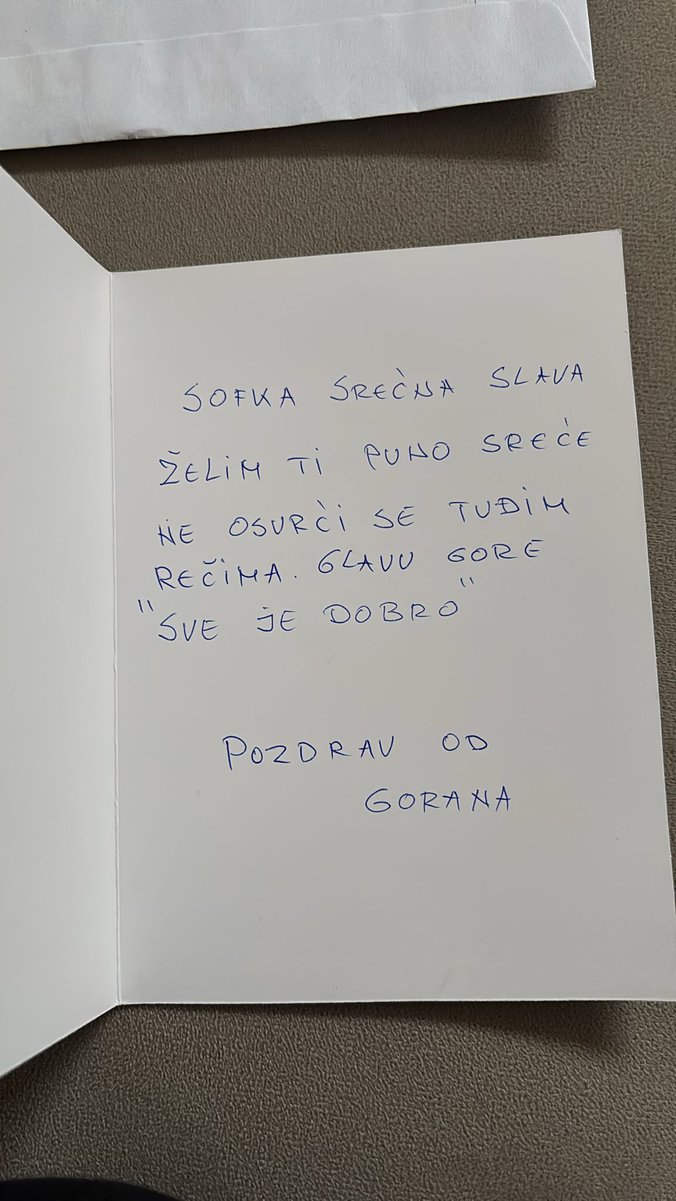 SOFKA SREĆNA SLAVA
ŽELIM TI PUNO SREĆE
NE OSVRĆI SE TUĐIM
REČIMA. GLAVU GORE
"SVE JE DOBRO"
POZDRAV OD
GORANA